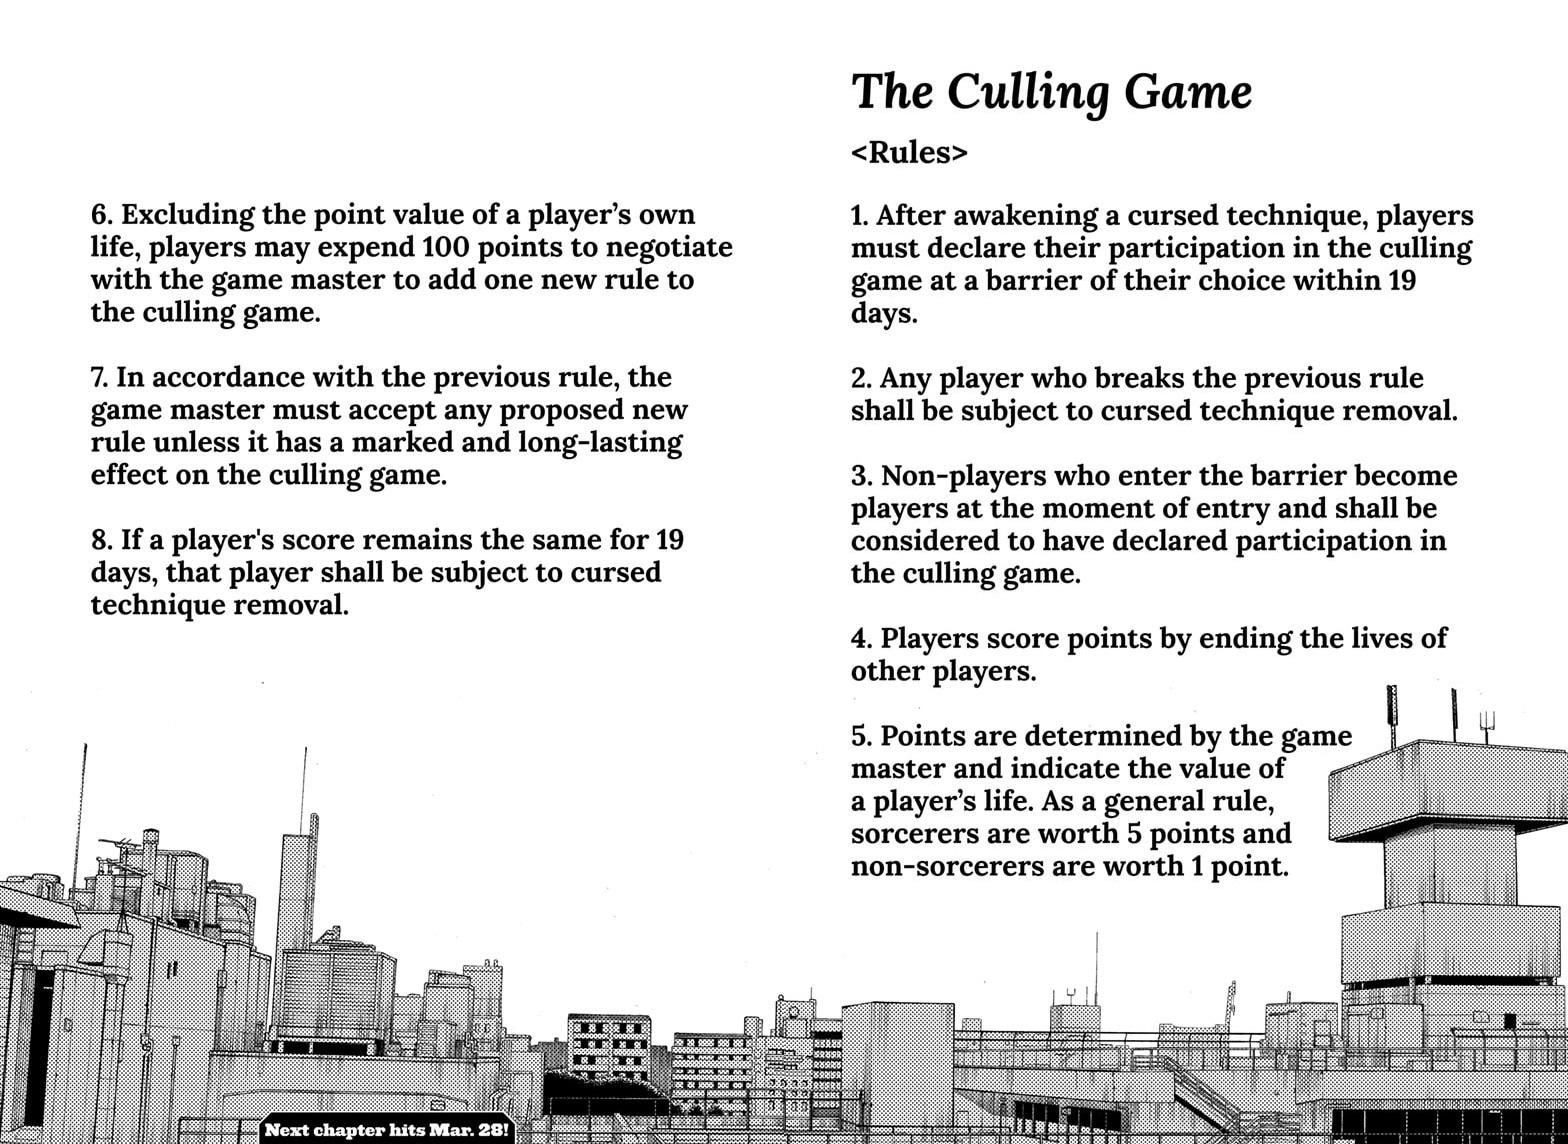 The Culling Game
<Rules>
1. After awakening a cursed technique, players
must declare their participation in the culling
game at a barrier of their choice within 19
days.
2. Any player who breaks the previous rule
shall be subject to cursed technique removal.
3. Non-players who enter the barrier become
players at the moment of entry and shall be
considered to have declared participation in
the culling game.
4. Players score points by ending the lives of
other players.
5. Points are determined by the game
master and indicate the value of
a player’s life. As a general rule,
sorcerers are worth 5 points and
non-sorcerers are worth 1 point.
6. Excluding the point value of a player’s own
life, players may expend 100 points to negotiate
with the game master to add one new rule to
the culling game.
7. In accordance with the previous rule, the
game master must accept any proposed new
rule unless it has a marked and long-lasting
effect on the culling game.
8. If a player's score remains the same for 19
days, that player shall be subject to cursed
technique removal.
Next chapter hits Mar. 28!